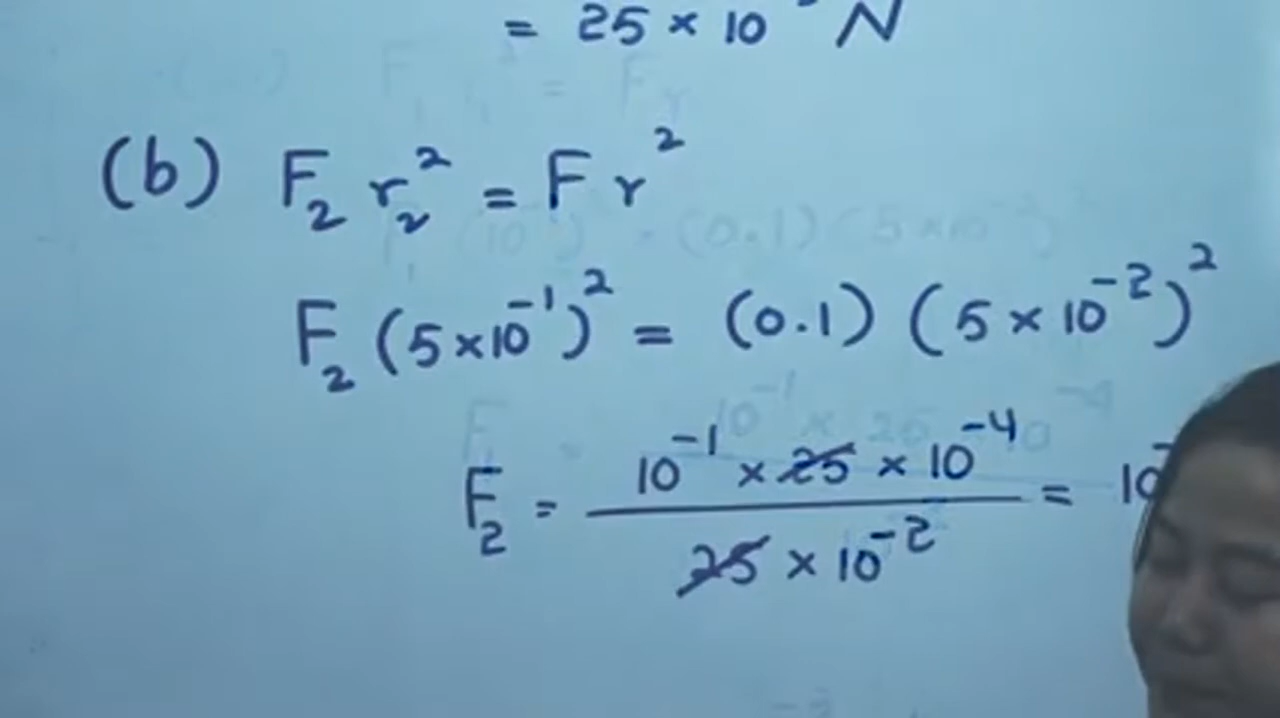 = 25 × 10 N
(b) F₂ r₂² = F r²
F₂ (5×10⁻¹)² = (0.1) (5 × 10⁻²)²
F₂ = (10⁻¹ × 25 × 10⁻⁴) / (25 × 10⁻²) = 10